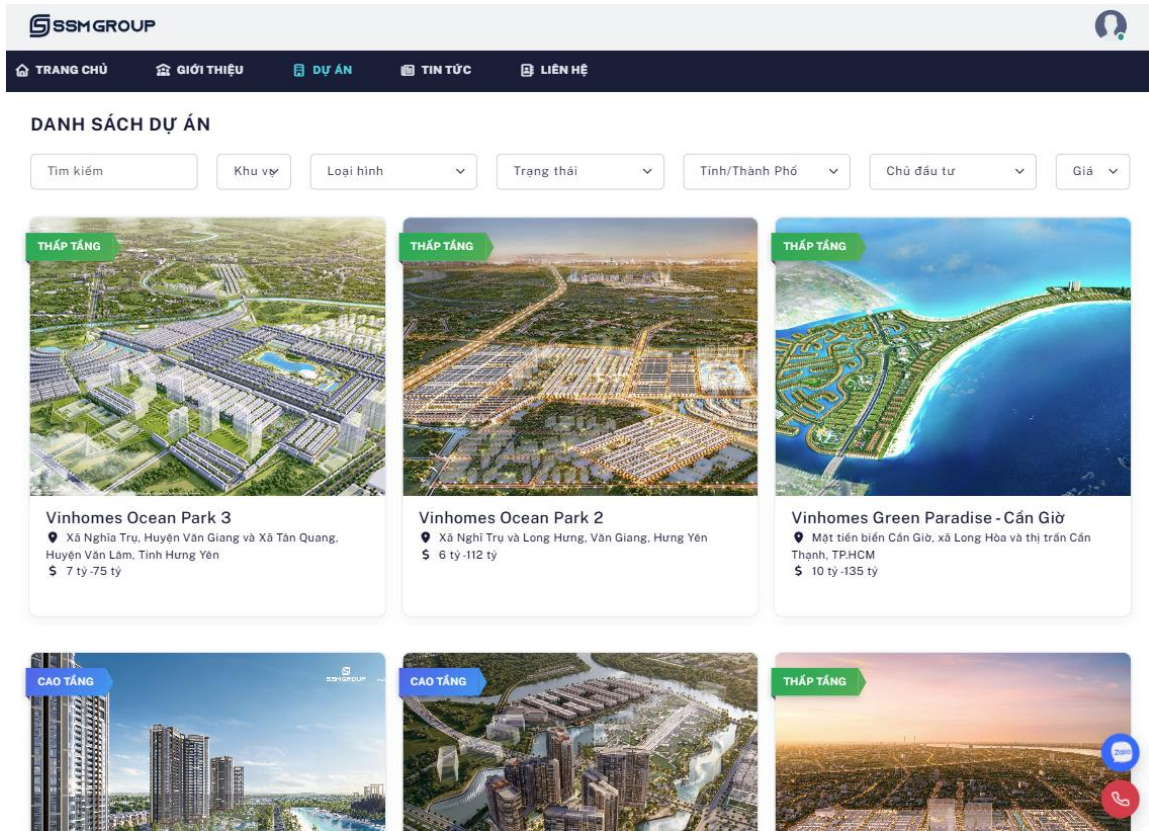 SSM GROUP
TRANG CHỦ GIỚI THIỆU DỰ ÁN TIN TỨC LIÊN HỆ
DANH SÁCH DỰ ÁN
Tìm kiếm Khu vự Loại hình Trạng thái Tỉnh/Thành Phố Chủ đầu tư Giá
THẤP TẦNG THẤP TẦNG THẤP TẦNG
Vinhomes Ocean Park 3
Xã Nghĩa Trụ, Huyện Văn Giang và Xã Tân Quang,
Huyện Văn Lâm, Tỉnh Hưng Yên
$ 7 tỷ -75 tỷ
Vinhomes Ocean Park 2
Xã Nghĩ Trụ và Long Hưng, Văn Giang, Hưng Yên
$ 6 tỷ -112 tỷ
Vinhomes Green Paradise - Cần Giờ
Mặt tiền biển Cần Giờ, xã Long Hòa và thị trấn Cần
Thạnh, TP.HCM
$ 10 tỷ -135 tỷ
CAO TẦNG CAO TẦNG THẤP TẦNG
SSMGROUP
Zalo